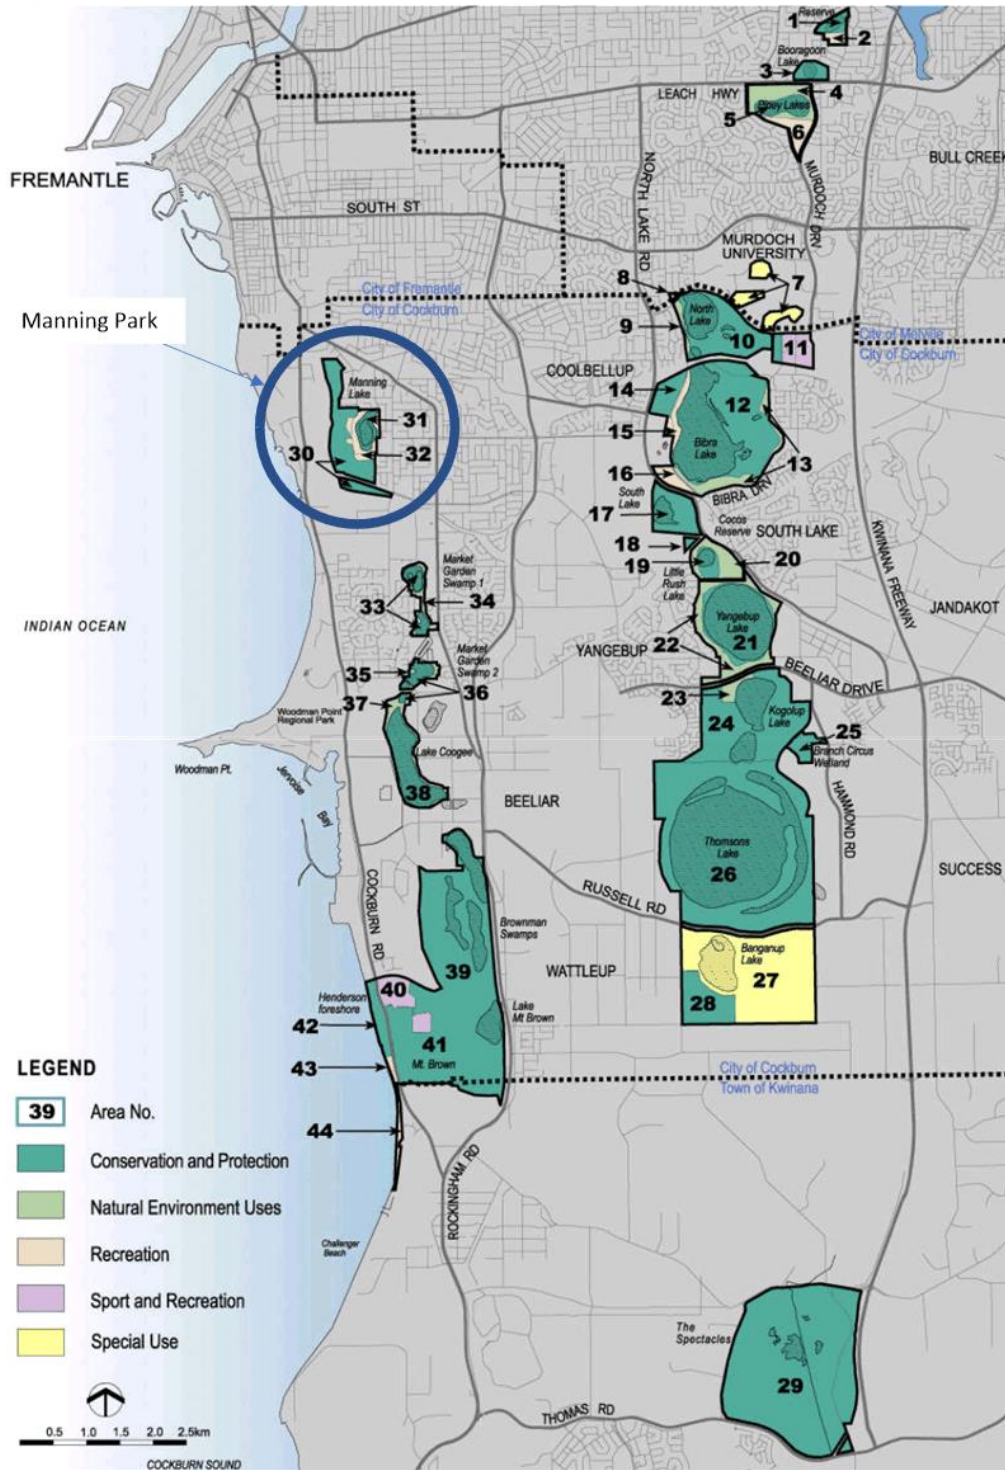 Reserve
1
2
Booragoon
Lake
3
4
LEACH HWY
Piney Lakes
5
6
BULL CREEK
FREMANTLE
NORTH LAKE RD
MURDOCH DRV
SOUTH ST
MURDOCH
UNIVERSITY
7
8
City of Fremantle
City of Cockburn
Manning Park
North
Lake
9
10
11
City of Melville
City of Cockburn
COOLBELLUP
Manning
Lake
14
12
31
15
Bibra
Lake
32
30
13
16
BIBRA DRV
South
Lake
17
Cocos
Reserve
SOUTH LAKE
KWINANA FREEWAY
18
19
20
Little
Rush
Lake
Market
Garden
Swamp 1
33
34
JANDAKOT
INDIAN OCEAN
Yangebup
Lake
21
22
YANGEBUP
Market
Garden
Swamp 2
35
36
BEELIAR DRIVE
37
23
24
Kogolup
Lake
Woodman Point
Regional Park
25
Branch Circus
Wetland
Lake Coogee
Woodman Pt.
Jervoise
Bay
38
BEELIAR
HAMMOND RD
Thomsons
Lake
26
SUCCESS
COCKBURN RD
RUSSELL RD
Brownman
Swamps
39
Banganup
Lake
27
WATTLEUP
28
40
Henderson
foreshore
42
Lake
Mt Brown
41
Mt. Brown
43
City of Cockburn
Town of Kwinana
44
ROCKINGHAM RD
Challenger
Beach
The
Spectacles
29
THOMAS RD
LEGEND
39 Area No.
Conservation and Protection
Natural Environment Uses
Recreation
Sport and Recreation
Special Use
0.5 1.0 1.5 2.0 2.5km
COCKBURN SOUND